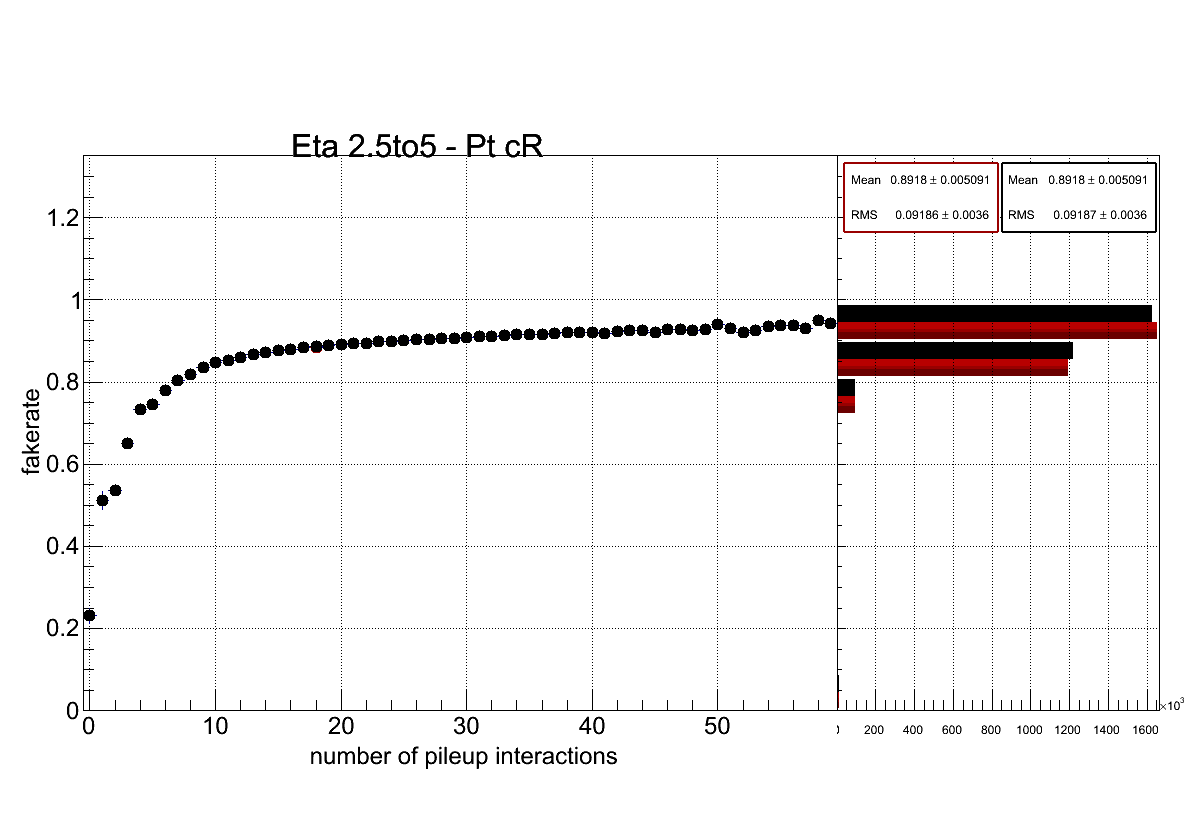 Eta 2.5to5 - Pt cR
Mean 0.8918 ± 0.005091
RMS 0.09186 ± 0.0036
Mean 0.8918 ± 0.005091
RMS 0.09187 ± 0.0036
1.2
1
0.8
0.6
0.4
0.2
0
fakerate
0 10 20 30 40 50
number of pileup interactions
200 400 600 800 1000 1200 1400 1600
×10³